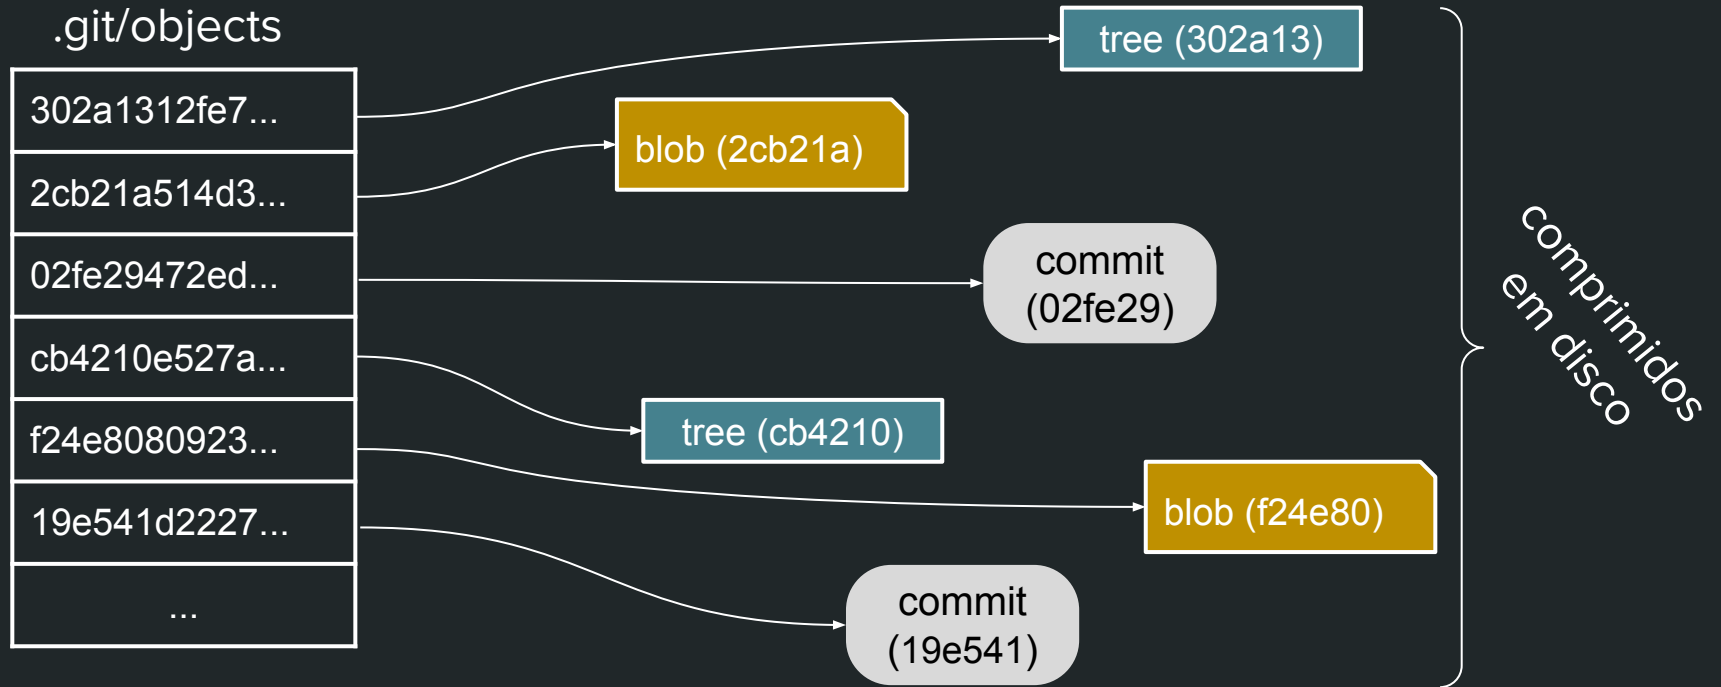 .git/objects
302a1312fe7...
2cb21a514d3...
02fe29472ed...
cb4210e527a...
f24e8080923...
19e541d2227...
...
tree (302a13)
blob (2cb21a)
commit
(02fe29)
tree (cb4210)
blob (f24e80)
commit
(19e541)
comprimidos
em disco